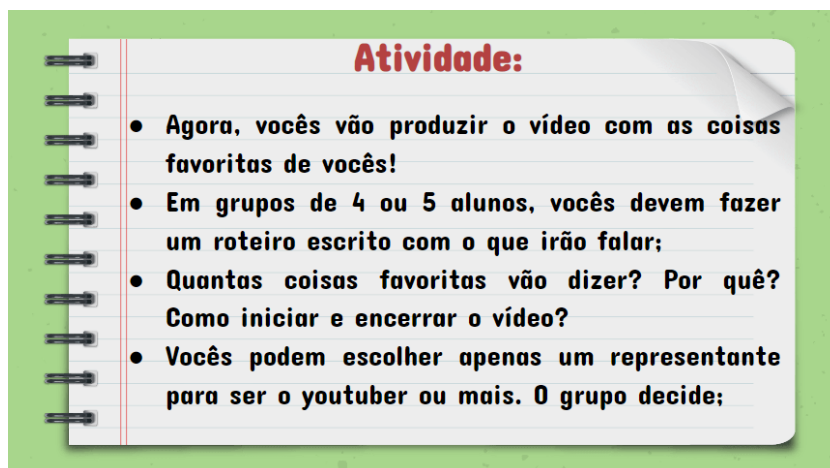 Atividade:
● Agora, vocês vão produzir o vídeo com as coisas
favoritas de vocês!
● Em grupos de 4 ou 5 alunos, vocês devem fazer
um roteiro escrito com o que irão falar;
● Quantas coisas favoritas vão dizer? Por quê?
Como iniciar e encerrar o vídeo?
● Vocês podem escolher apenas um representante
para ser o youtuber ou mais. O grupo decide;